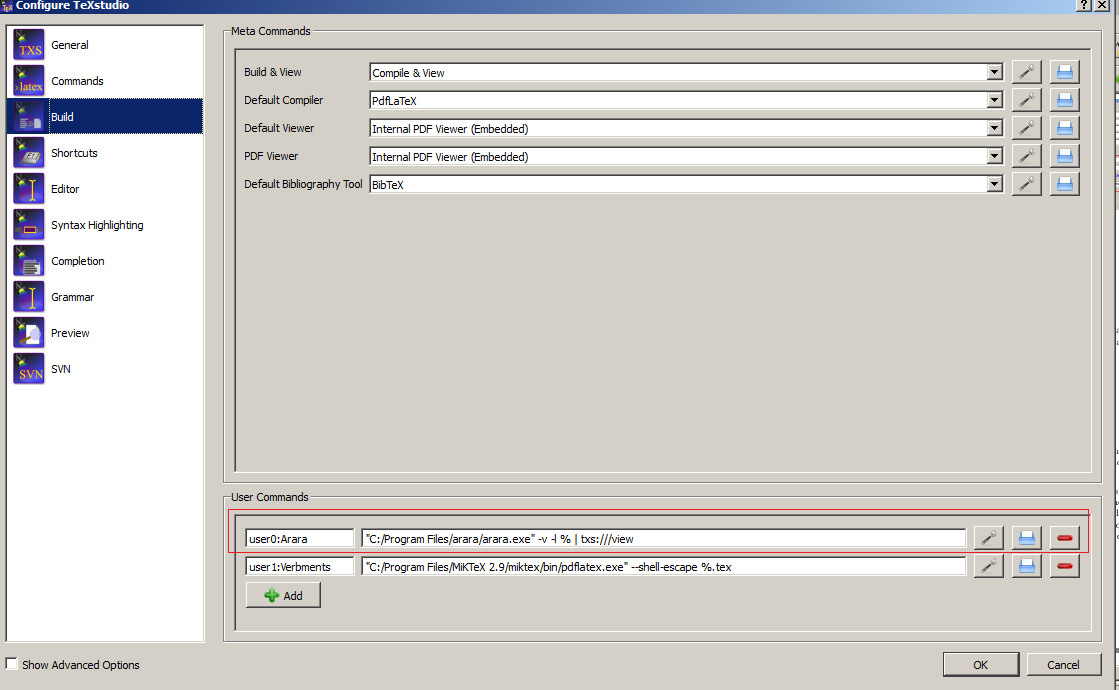 Configure TeXstudio
TXS General
>latex Commands
Build
Shortcuts
Editor
Syntax Highlighting
Completion
Grammar
Preview
SVN SVN
Meta Commands
Build & View Compile & View
Default Compiler PdfLaTeX
Default Viewer Internal PDF Viewer (Embedded)
PDF Viewer Internal PDF Viewer (Embedded)
Default Bibliography Tool BibTeX
User Commands
user0:Arara "C:/Program Files/arara/arara.exe" -v -l % | txs:///view
user1:Verbments "C:/Program Files/MiKTeX 2.9/miktex/bin/pdflatex.exe" --shell-escape %.tex
Add
Show Advanced Options
OK Cancel